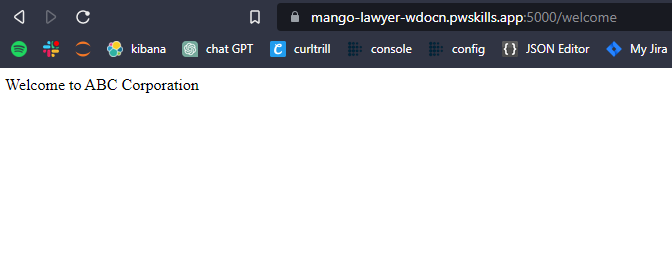 mango-lawyer-wdocn.pwskills.app:5000/welcome
kibana chat GPT curltrill console config JSON Editor My Jira
Welcome to ABC Corporation